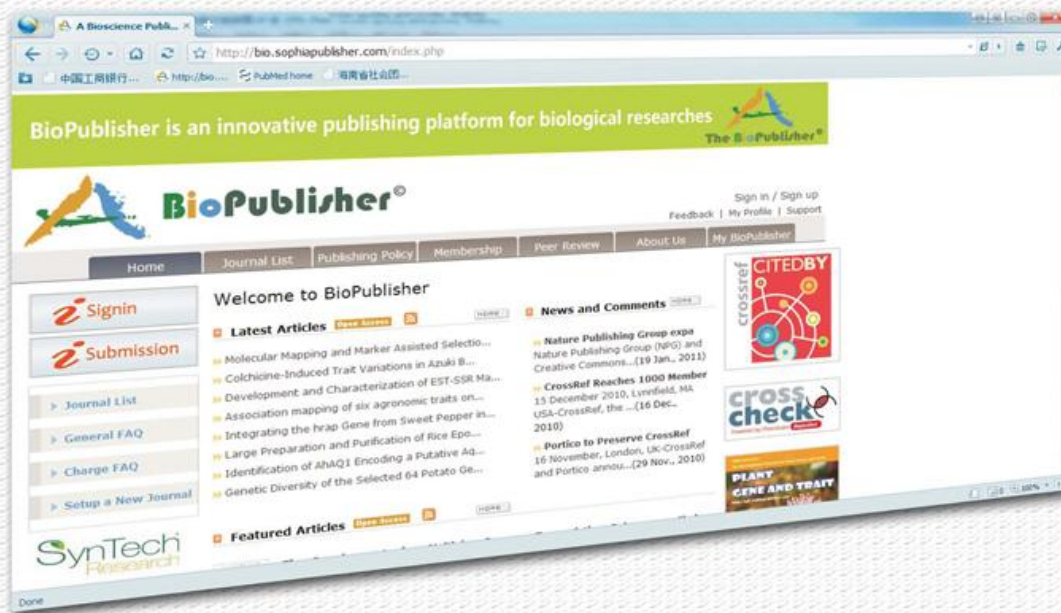 A Bioscience Publ...
http://bio.sophiapublisher.com/index.php
中国工商银行... http://bio.... PubMed home 海南省社会团...
BioPublisher is an innovative publishing platform for biological researches
The BioPublisher®
BioPublisher©
Sign in / Sign up
Feedback | My Profile | Support
Home Journal List Publishing Policy Membership Peer Review About Us My BioPublisher
Signin
Submission
Journal List
General FAQ
Charge FAQ
Setup a New Journal
SynTech
Research
Welcome to BioPublisher
Latest Articles Open Access MORE
Molecular Mapping and Marker Assisted Selectio...
Colchicine-Induced Trait Variations in Azuki B...
Development and Characterization of EST-SSR Ma...
Association mapping of six agronomic traits on...
Integrating the hrap Gene from Sweet Pepper in...
Large Preparation and Purification of Rice Epo...
Identification of AhAQ1 Encoding a Putative Aq...
Genetic Diversity of the Selected 64 Potato Ge...
Featured Articles Open Access MORE
News and Comments MORE
Nature Publishing Group expa
Nature Publishing Group (NPG) and
Creative Commons...(19 Jan., 2011)
CrossRef Reaches 1000 Member
15 December 2010, Lynnfield, MA
USA-CrossRef, the ...(16 Dec.,
2010)
Portico to Preserve CrossRef
16 November, London, UK-CrossRef
and Portico annou...(29 Nov., 2010)
crossref
CITEDBY
cross
check
PLANT
GENE AND TRAIT
100%
Done